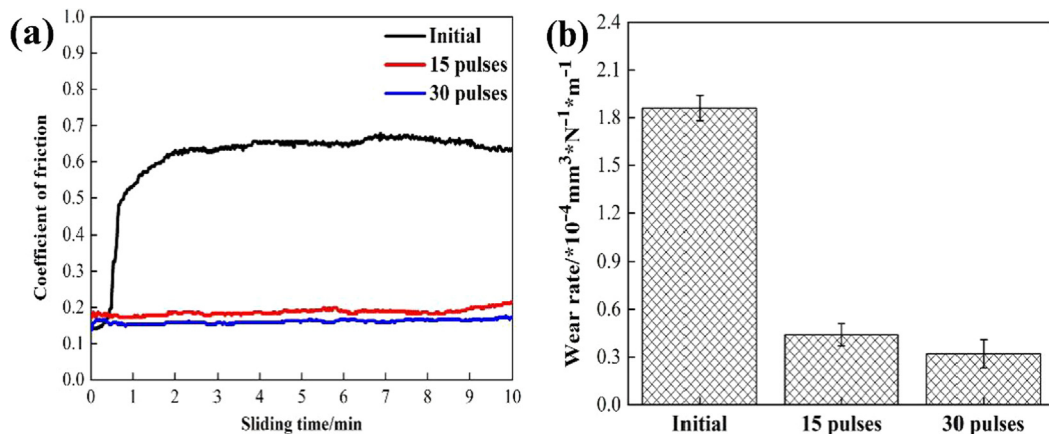 (a)
Coefficient of friction
1.0
0.9
0.8
0.7
0.6
0.5
0.4
0.3
0.2
0.1
0.0
Initial
15 pulses
30 pulses
0 1 2 3 4 5 6 7 8 9 10
Sliding time/min
(b)
Wear rate/*10⁻⁴mm³*N⁻¹*m⁻¹
2.4
2.1
1.8
1.5
1.2
0.9
0.6
0.3
0.0
Initial 15 pulses 30 pulses